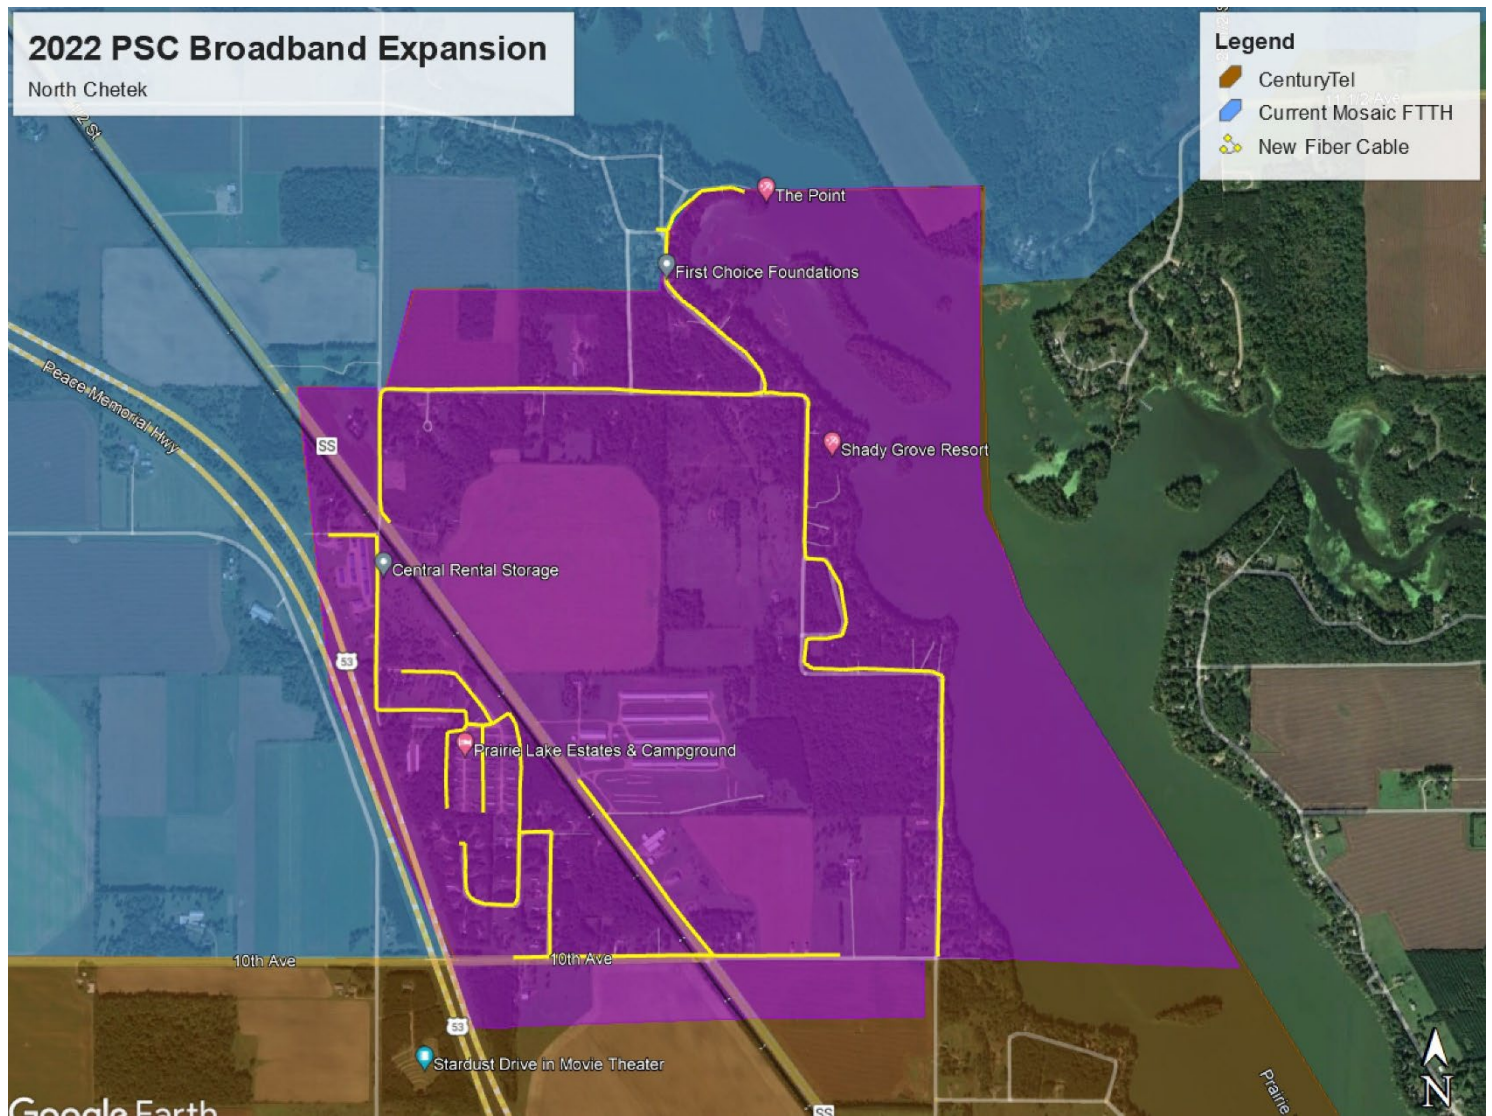 2022 PSC Broadband Expansion
North Chetek
Legend
CenturyTel
Current Mosaic FTTH
New Fiber Cable
The Point
First Choice Foundations
Peace Memorial Hwy
SS
Shady Grove Resort
Central Rental Storage
53
Prairie Lake Estates & Campground
10th Ave
10th Ave
53
Stardust Drive in Movie Theater
Prairie
N
Google Earth
SS